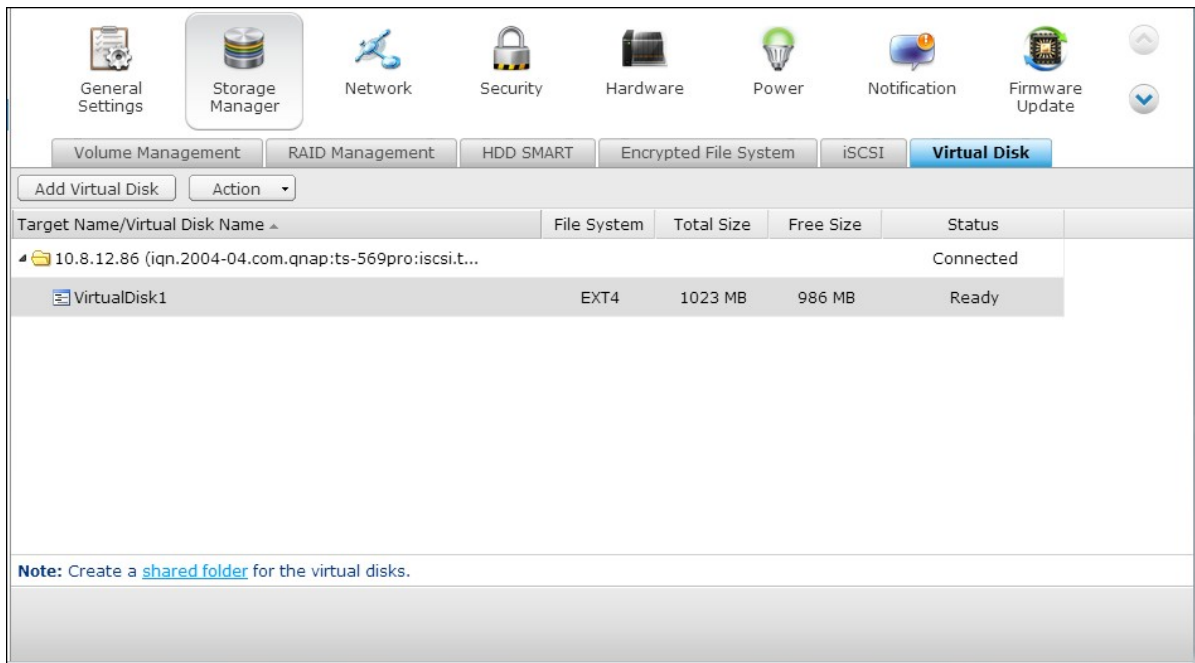 General Settings
Storage Manager
Network
Security
Hardware
Power
Notification
Firmware Update
Volume Management
RAID Management
HDD SMART
Encrypted File System
iSCSI
Virtual Disk
Add Virtual Disk
Action
Target Name/Virtual Disk Name File System Total Size Free Size Status
10.8.12.86 (iqn.2004-04.com.qnap:ts-569pro:iscsi.t... Connected
VirtualDisk1 EXT4 1023 MB 986 MB Ready
Note: Create a shared folder for the virtual disks.